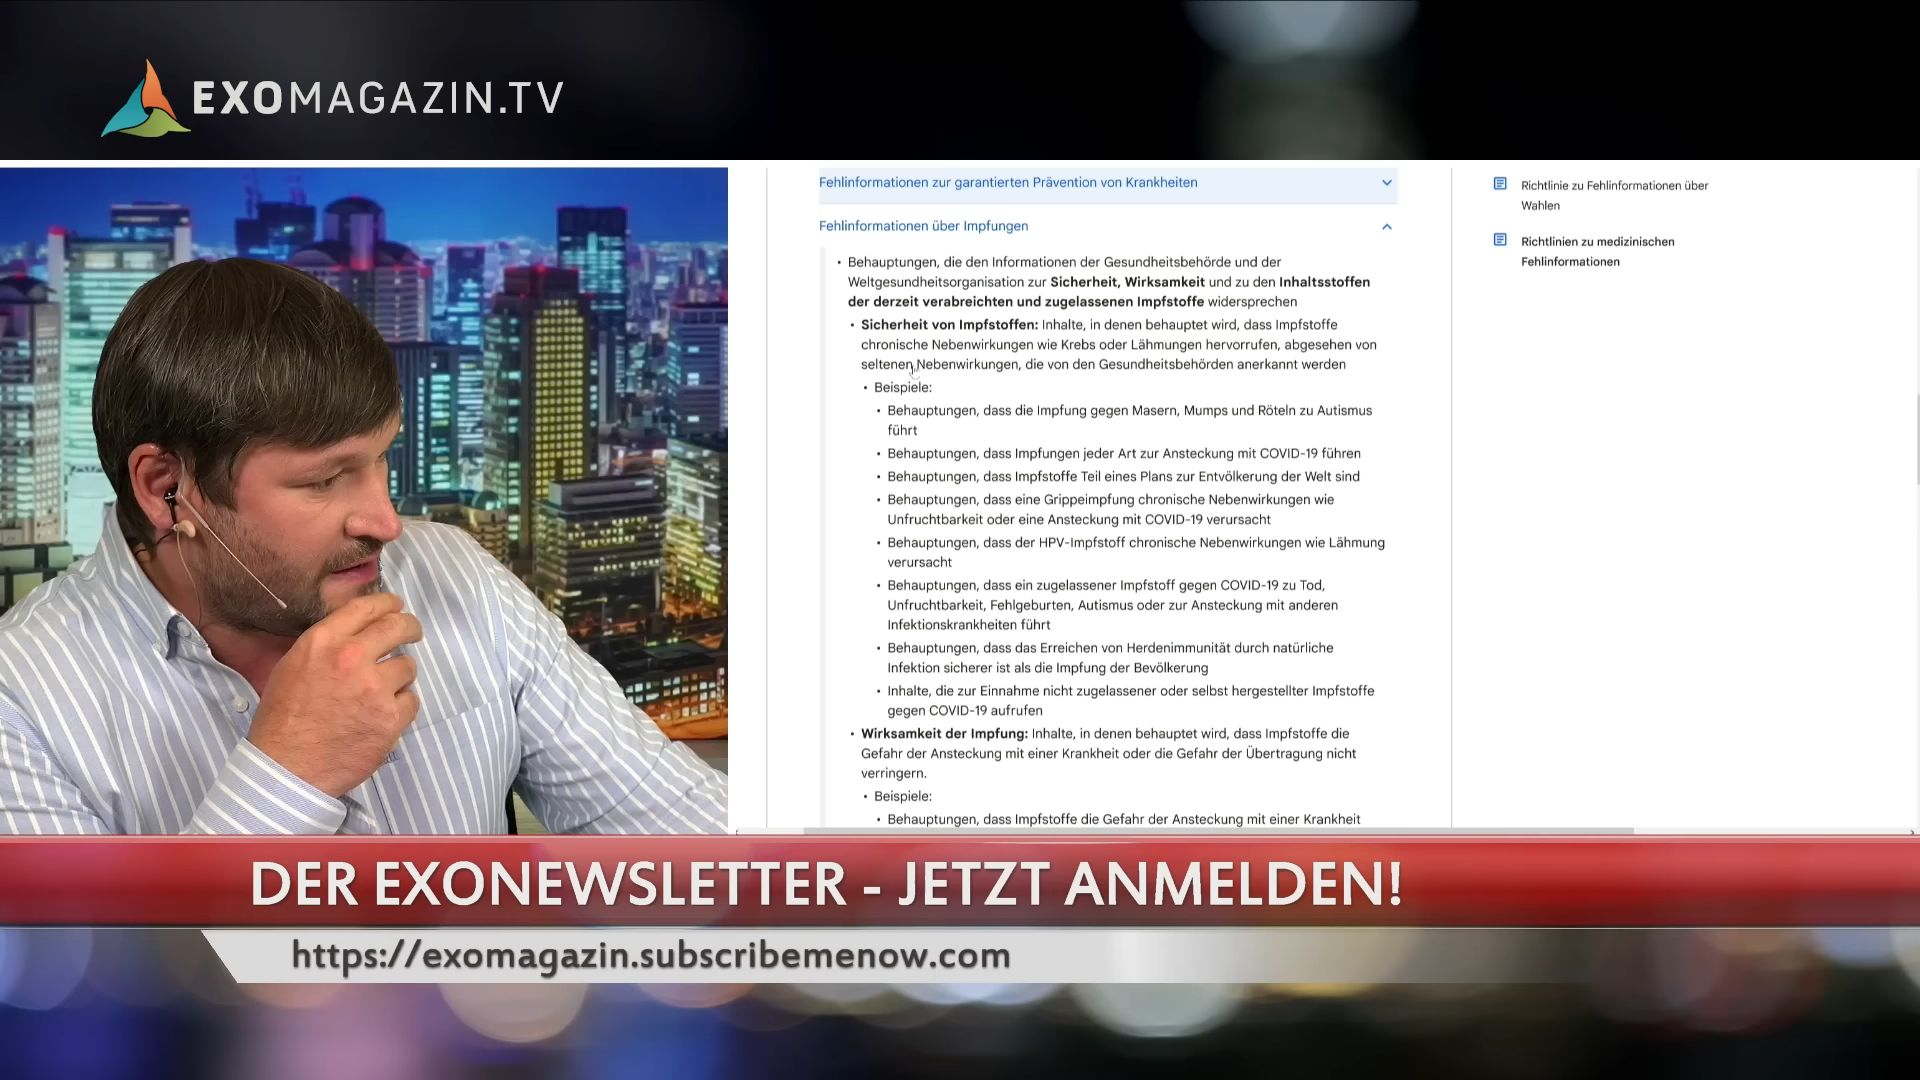 EXOMAGAZIN.TV
Fehlinformationen zur garantierten Prävention von Krankheiten
Fehlinformationen über Impfungen
• Behauptungen, die den Informationen der Gesundheitsbehörde und der
Weltgesundheitsorganisation zur Sicherheit, Wirksamkeit und zu den Inhaltsstoffen
der derzeit verabreichten und zugelassenen Impfstoffe widersprechen
• Sicherheit von Impfstoffen: Inhalte, in denen behauptet wird, dass Impfstoffe
chronische Nebenwirkungen wie Krebs oder Lähmungen hervorrufen, abgesehen von
seltenen Nebenwirkungen, die von den Gesundheitsbehörden anerkannt werden
• Beispiele:
• Behauptungen, dass die Impfung gegen Masern, Mumps und Röteln zu Autismus
führt
• Behauptungen, dass Impfungen jeder Art zur Ansteckung mit COVID-19 führen
• Behauptungen, dass Impfstoffe Teil eines Plans zur Entvölkerung der Welt sind
• Behauptungen, dass eine Grippeimpfung chronische Nebenwirkungen wie
Unfruchtbarkeit oder eine Ansteckung mit COVID-19 verursacht
• Behauptungen, dass der HPV-Impfstoff chronische Nebenwirkungen wie Lähmung
verursacht
• Behauptungen, dass ein zugelassener Impfstoff gegen COVID-19 zu Tod,
Unfruchtbarkeit, Fehlgeburten, Autismus oder zur Ansteckung mit anderen
Infektionskrankheiten führt
• Behauptungen, dass das Erreichen von Herdenimmunität durch natürliche
Infektion sicherer ist als die Impfung der Bevölkerung
• Inhalte, die zur Einnahme nicht zugelassener oder selbst hergestellter Impfstoffe
gegen COVID-19 aufrufen
• Wirksamkeit der Impfung: Inhalte, in denen behauptet wird, dass Impfstoffe die
Gefahr der Ansteckung mit einer Krankheit oder die Gefahr der Übertragung nicht
verringern.
• Beispiele:
• Behauptungen, dass Impfstoffe die Gefahr der Ansteckung mit einer Krankheit
Richtlinie zu Fehlinformationen über
Wahlen
Richtlinien zu medizinischen
Fehlinformationen
DER EXONEWSLETTER - JETZT ANMELDEN!
https://exomagazin.subscribemenow.com